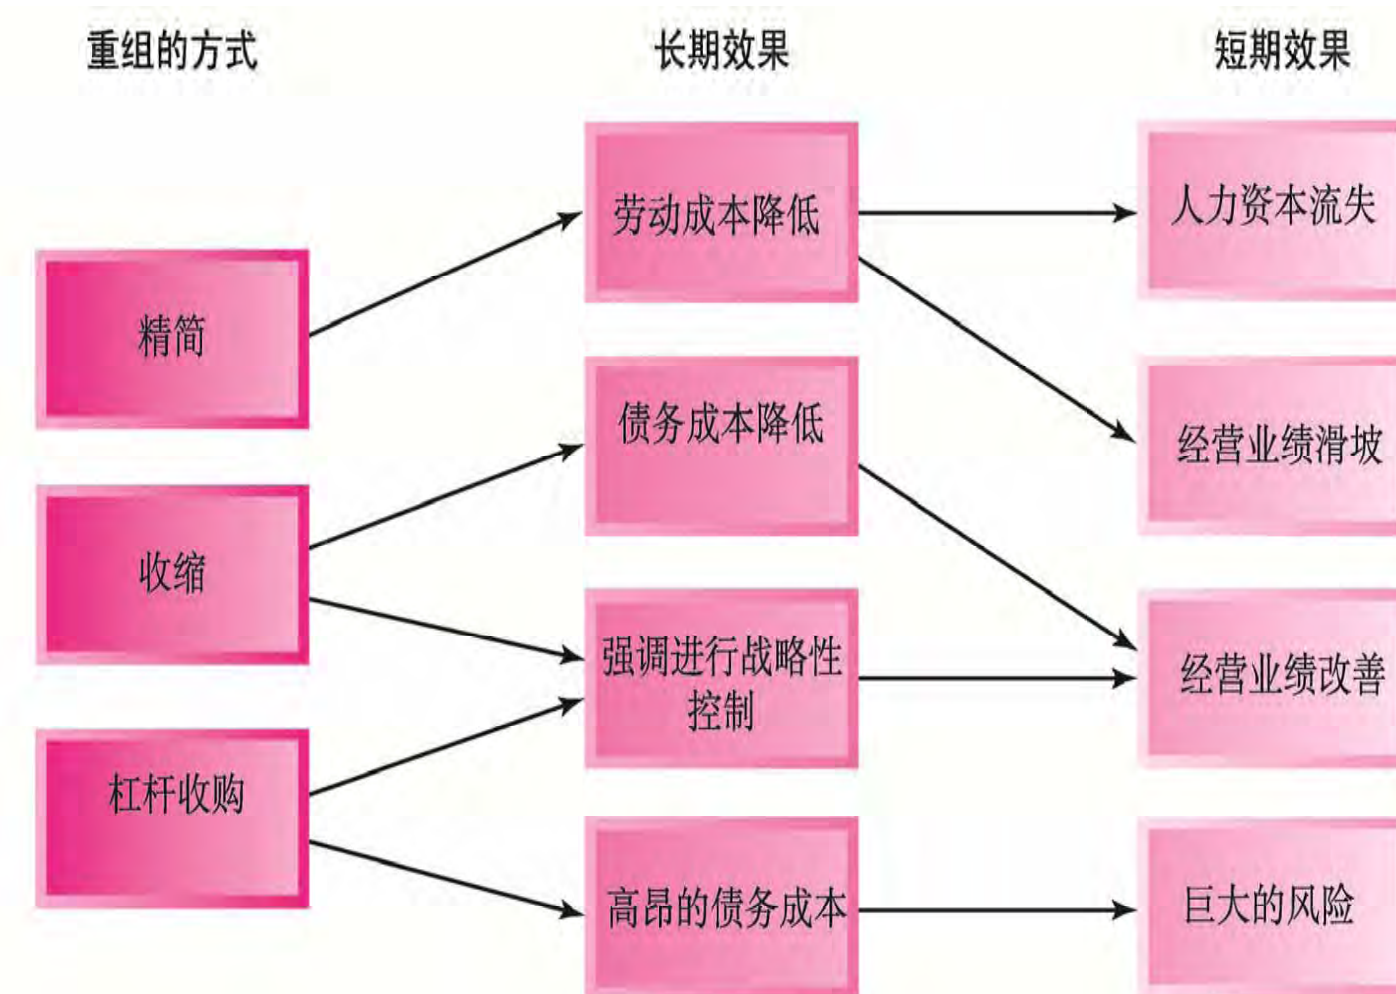 重组的方式
长期效果
短期效果
精简
收缩
杠杆收购
劳动成本降低
债务成本降低
强调进行战略性
控制
高昂的债务成本
人力资本流失
经营业绩滑坡
经营业绩改善
巨大的风险